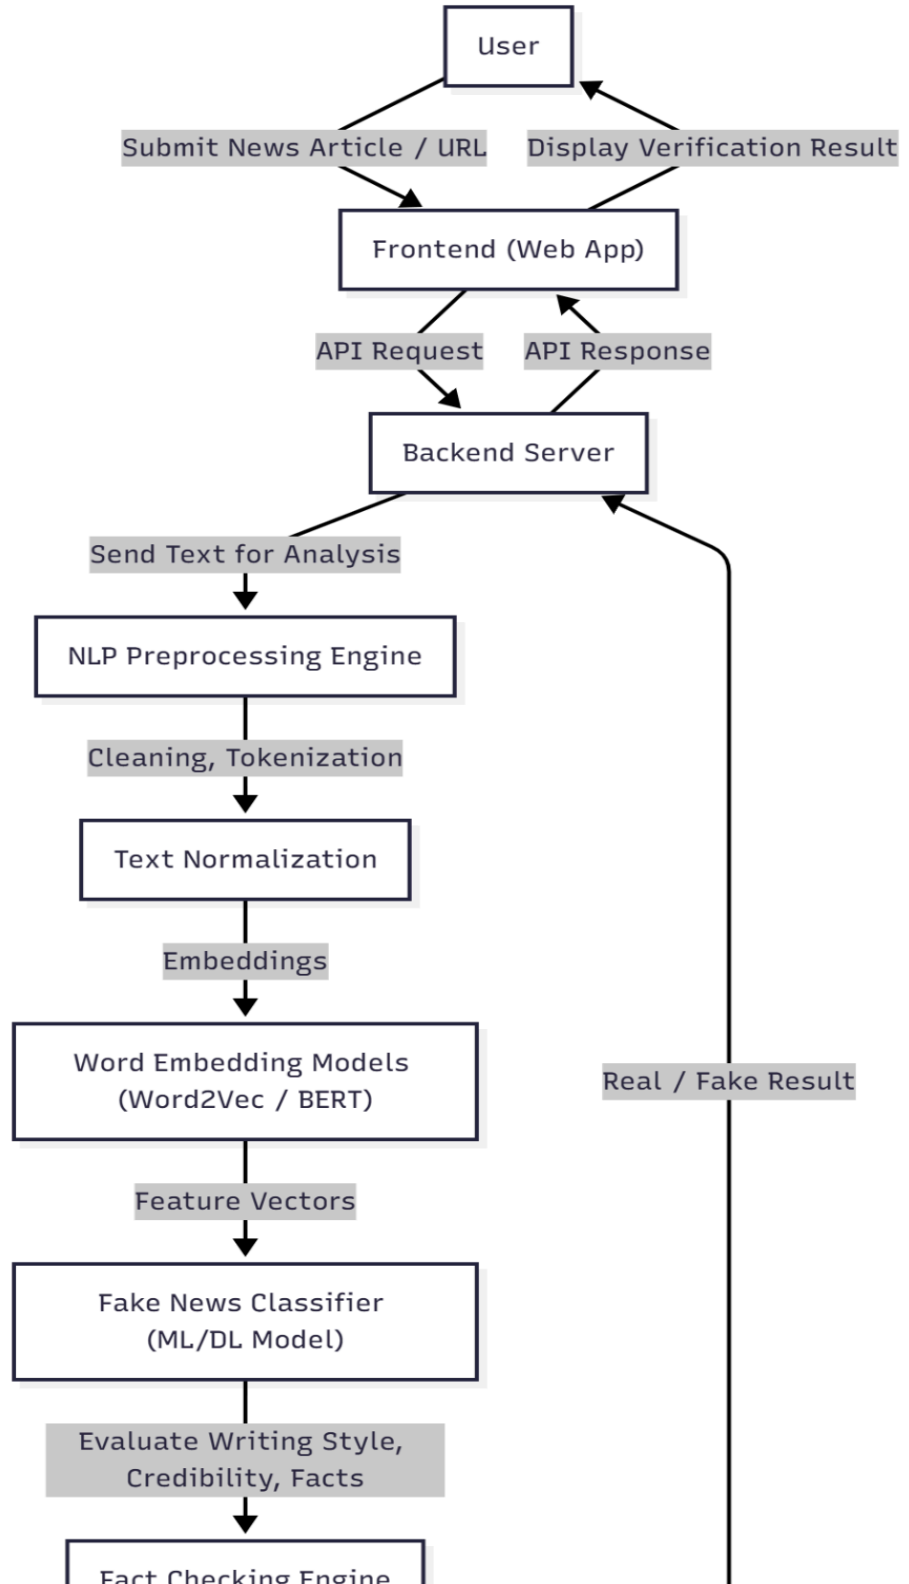 User
Submit News Article / URL
Display Verification Result
Frontend (Web App)
API Request
API Response
Backend Server
Send Text for Analysis
NLP Preprocessing Engine
Cleaning, Tokenization
Text Normalization
Embeddings
Word Embedding Models
(Word2Vec / BERT)
Real / Fake Result
Feature Vectors
Fake News Classifier
(ML/DL Model)
Evaluate Writing Style,
Credibility, Facts
Fact Checking Engine